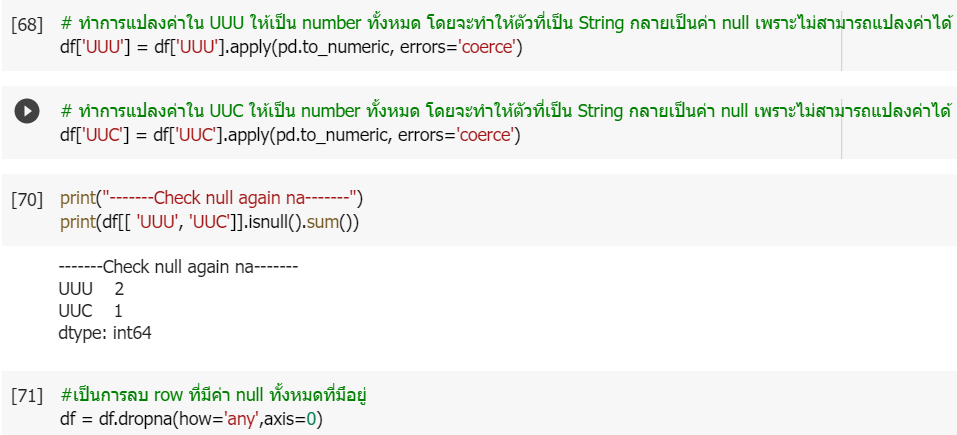 [68] # ทำการแปลงค่าใน UUU ให้เป็น number ทั้งหมด โดยจะทำให้ตัวที่เป็น String กลายเป็นค่า null เพราะไม่สามารถแปลงค่าได้
df['UUU'] = df['UUU'].apply(pd.to_numeric, errors='coerce')
# ทำการแปลงค่าใน UUC ให้เป็น number ทั้งหมด โดยจะทำให้ตัวที่เป็น String กลายเป็นค่า null เพราะไม่สามารถแปลงค่าได้
df['UUC'] = df['UUC'].apply(pd.to_numeric, errors='coerce')
[70] print("-------Check null again na-------")
print(df[[ 'UUU', 'UUC']].isnull().sum())
-------Check null again na-------
UUU 2
UUC 1
dtype: int64
[71] #เป็นการลบ row ที่มีค่า null ทั้งหมดที่มีอยู่
df = df.dropna(how='any',axis=0)